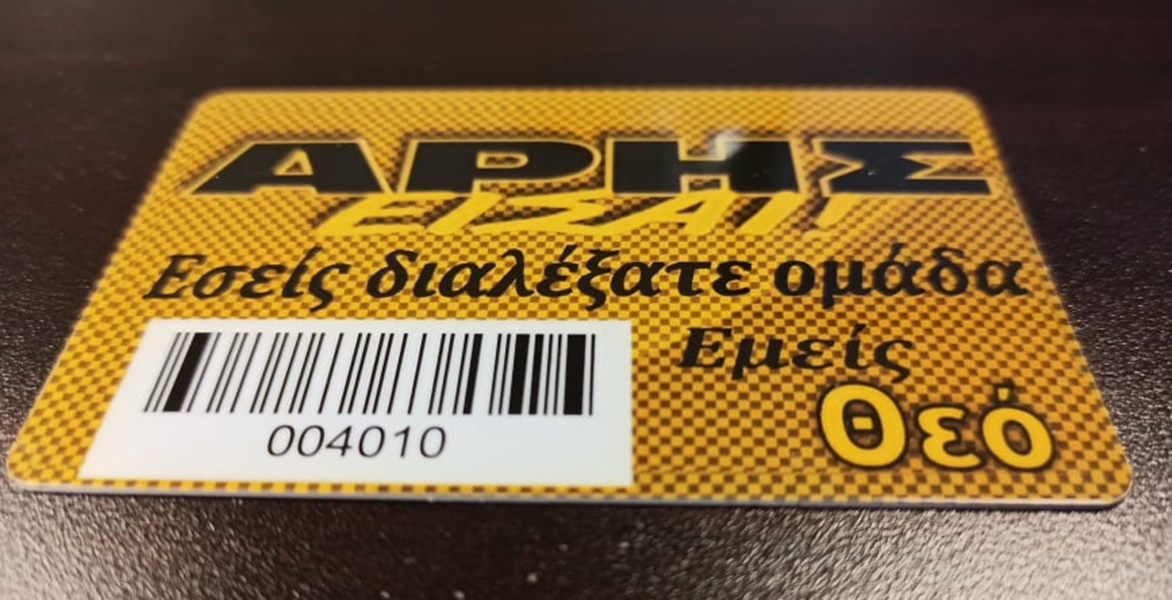 ΑΡΗΣ
ΕΙΣΑΙ!
Εσείς διαλέξατε ομάδα
Εμείς
Θεό
004010